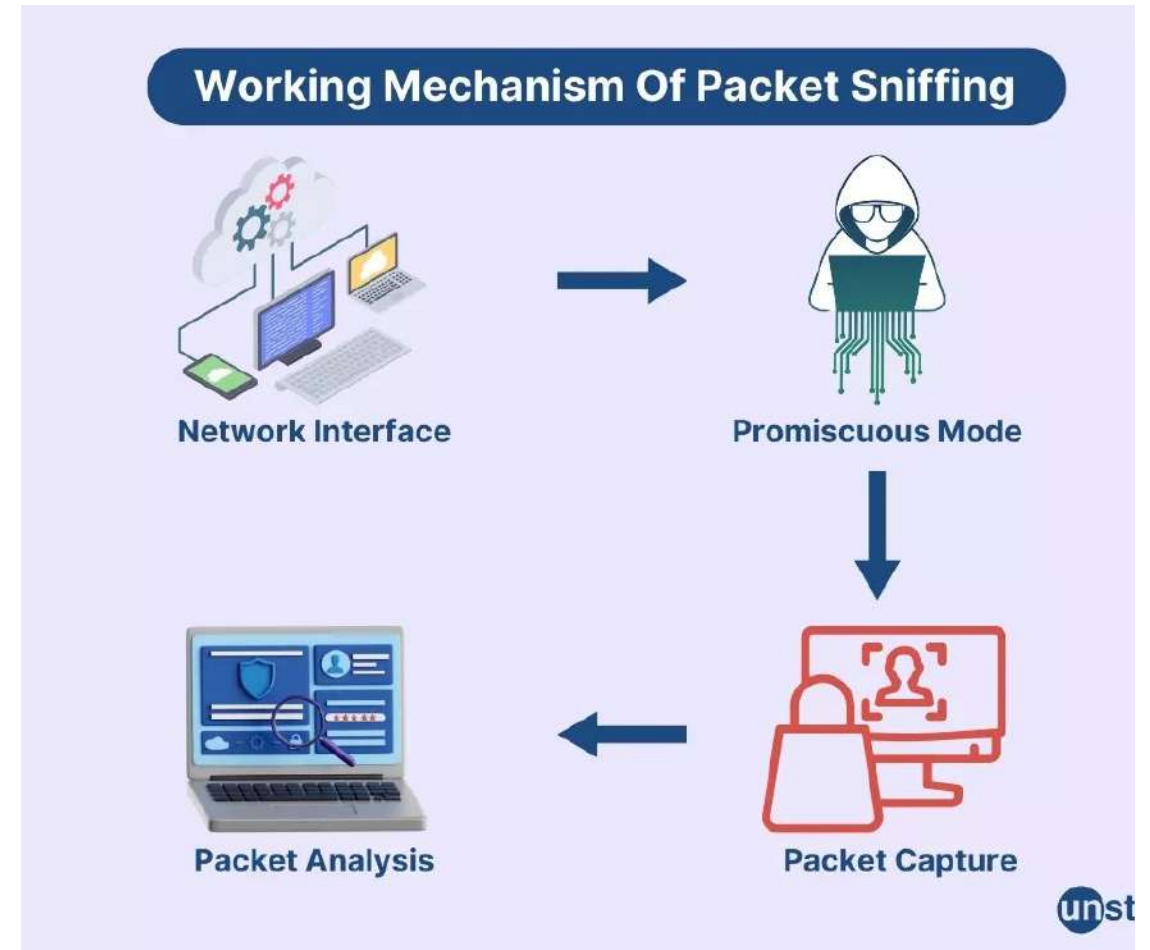 Working Mechanism Of Packet Sniffing
Network Interface
Promiscuous Mode
Packet Analysis
Packet Capture
unst